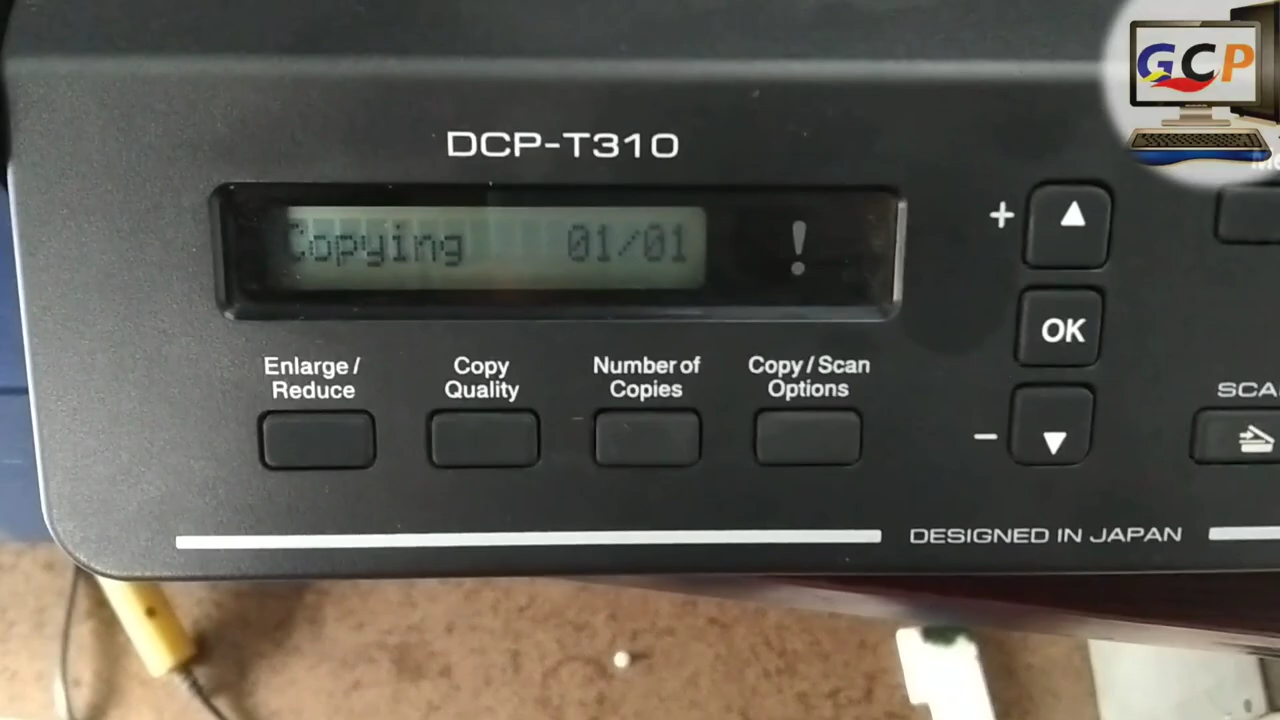 GCP
DCP-T310
Copying 01/01
!
+
OK
Enlarge /
Reduce
Copy
Quality
Number of
Copies
Copy / Scan
Options
−
DESIGNED IN JAPAN